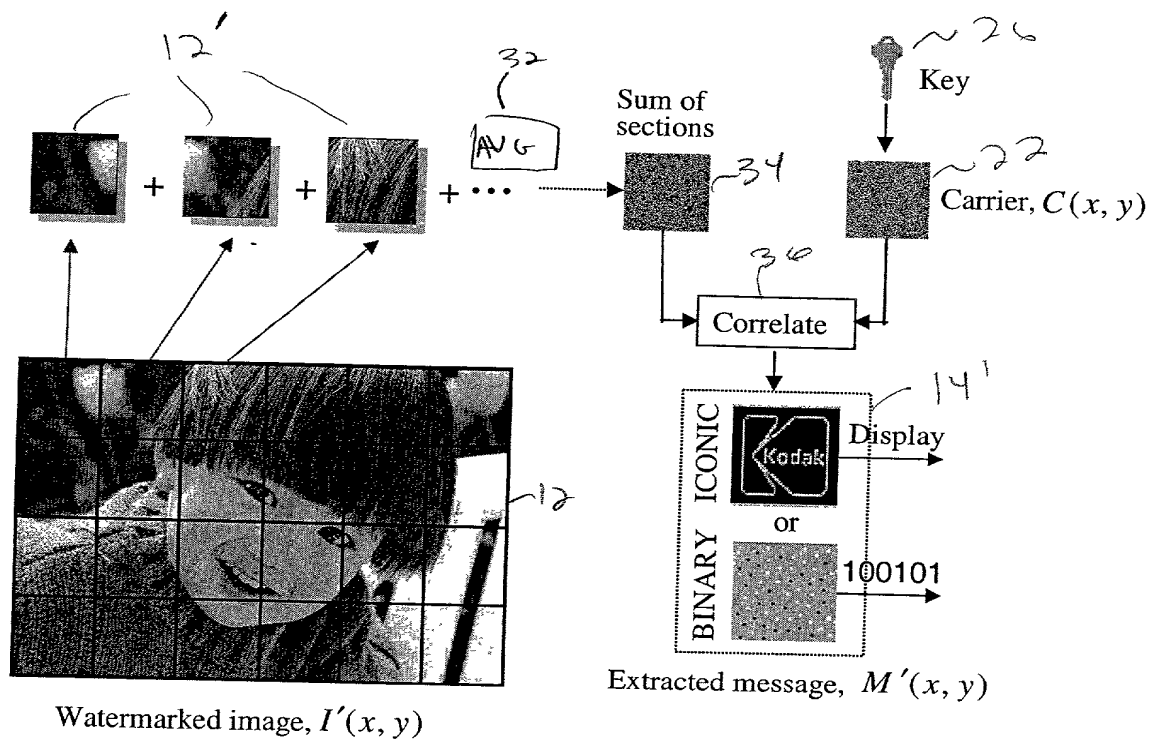 12'
32
~26
Key
Sum of
sections
AVG
+ + + •••
34
~22
Carrier, C(x, y)
36
Correlate
14'
ICONIC
Kodak
Display
or
BINARY
100101
12
Extracted message, M'(x, y)
Watermarked image, I'(x, y)